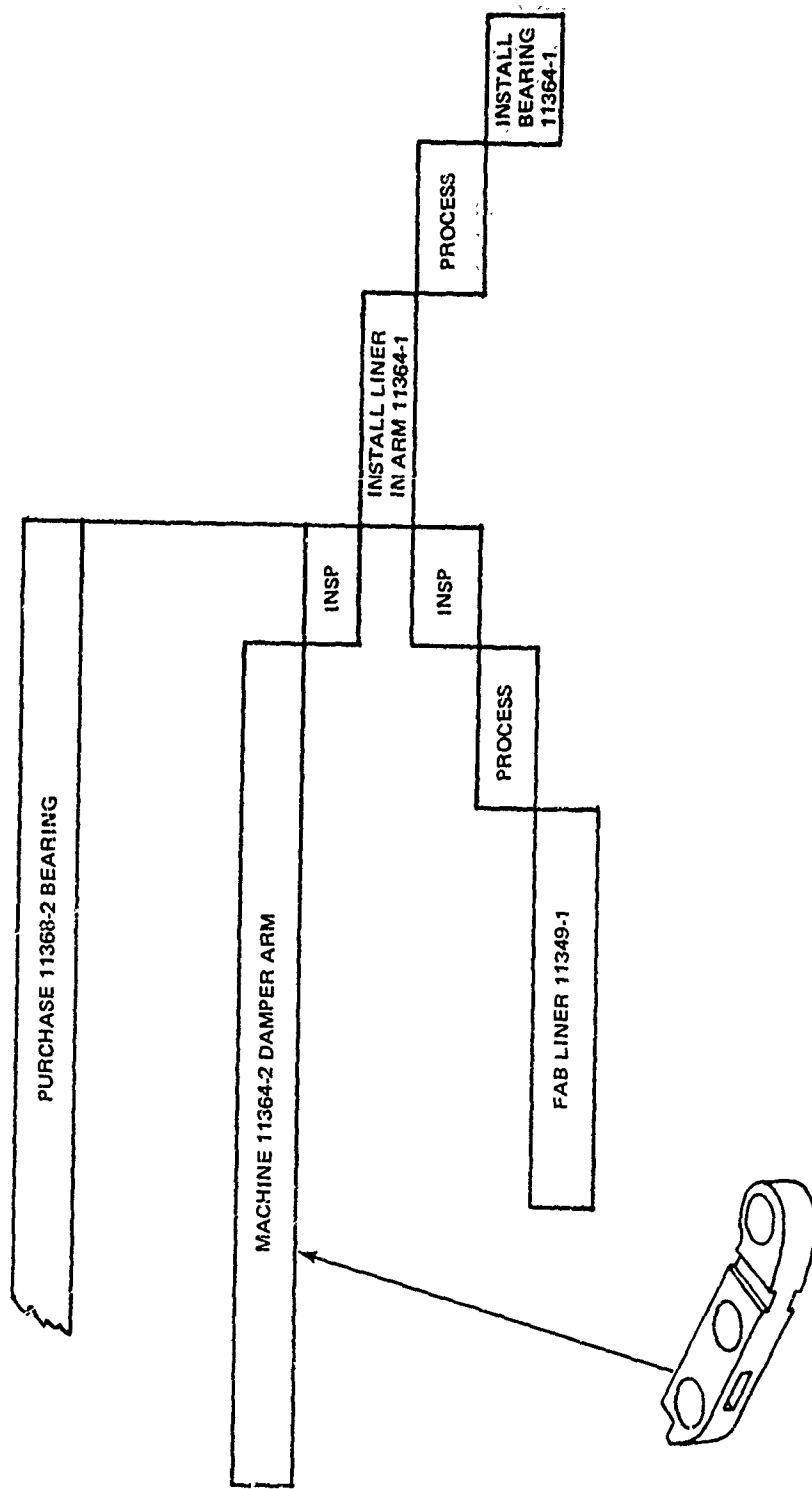 PURCHASE 11368-2 BEARING
MACHINE 11364-2 DAMPER ARM
INSP
INSTALL LINER
IN ARM 11364-1
INSP
PROCESS
PROCESS
FAB LINER 11349-1
INSTALL
BEARING
11364-1